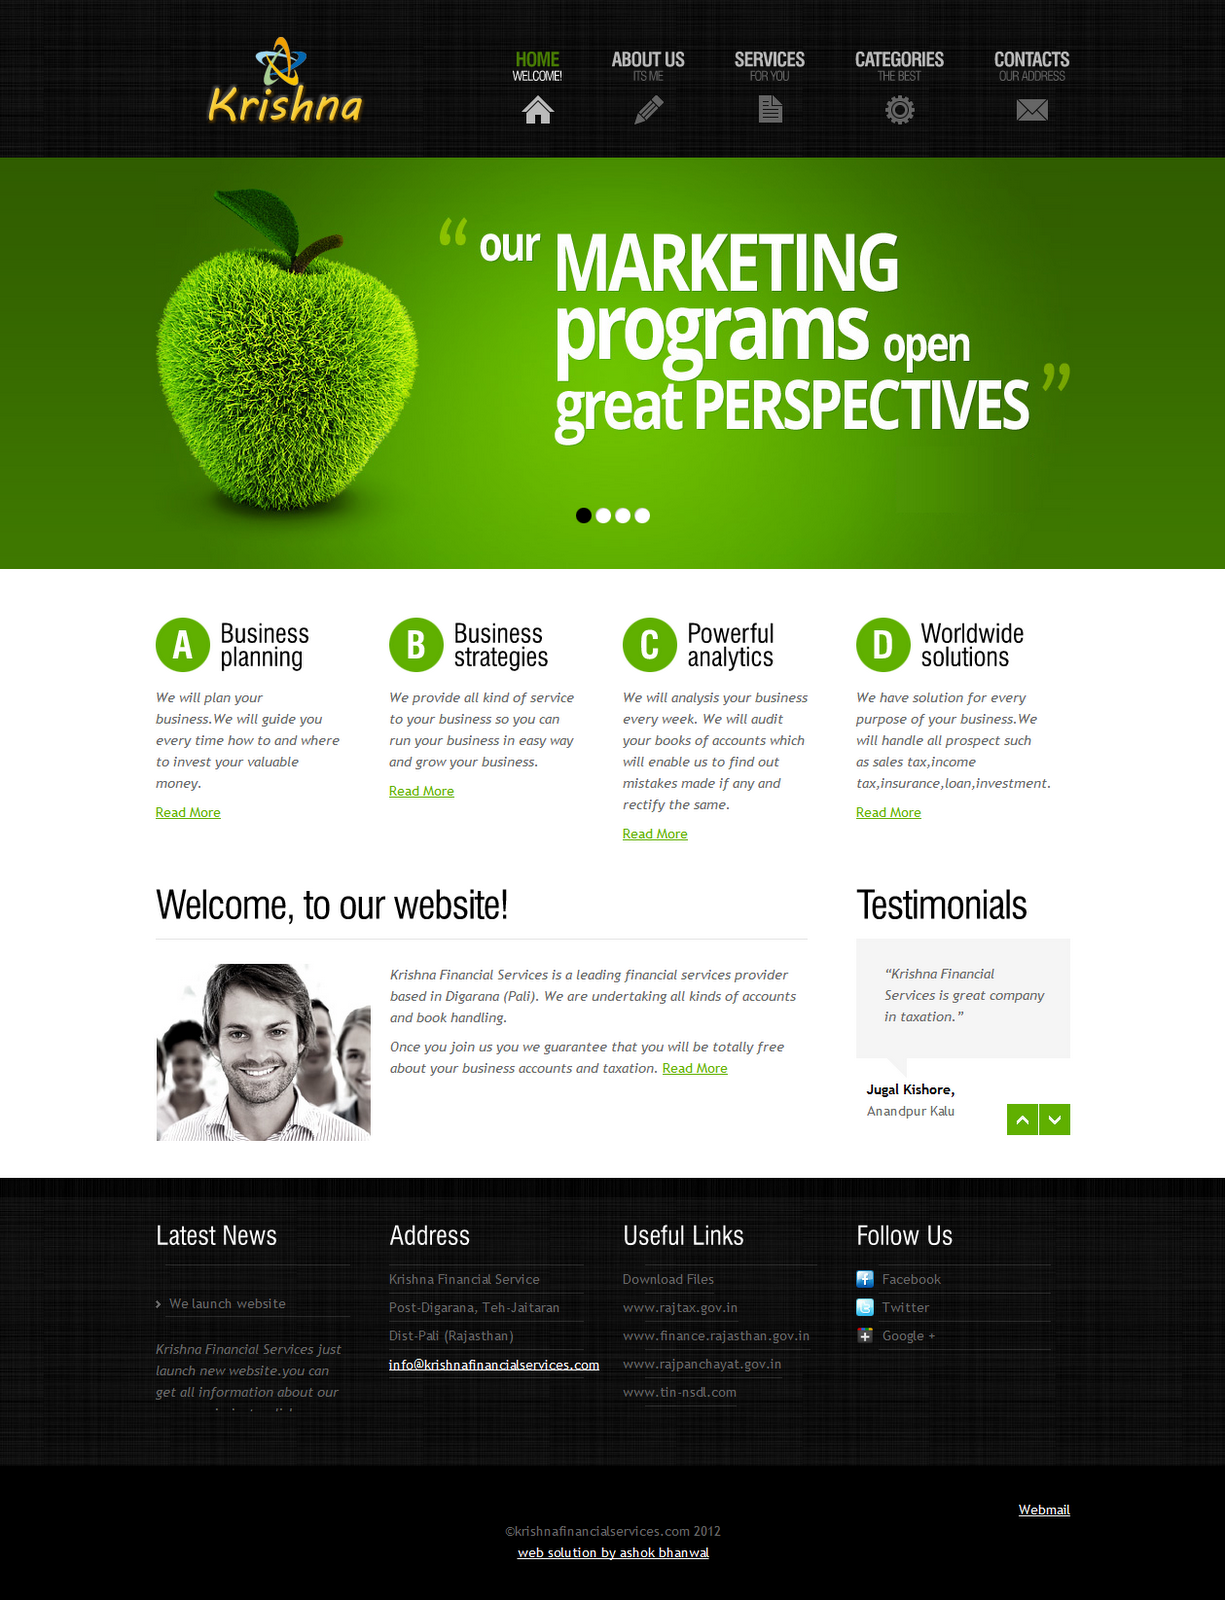 Krishna
HOME
WELCOME!
ABOUT US
ITS ME
SERVICES
FOR YOU
CATEGORIES
THE BEST
CONTACTS
OUR ADDRESS
“ our MARKETING
programs open
great PERSPECTIVES ”
A Business
planning
We will plan your
business.We will guide you
every time how to and where
to invest your valuable
money.
Read More
B Business
strategies
We provide all kind of service
to your business so you can
run your business in easy way
and grow your business.
Read More
C Powerful
analytics
We will analysis your business
every week. We will audit
your books of accounts which
will enable us to find out
mistakes made if any and
rectify the same.
Read More
D Worldwide
solutions
We have solution for every
purpose of your business.We
will handle all prospect such
as sales tax,income
tax,insurance,loan,investment.
Read More
Welcome, to our website!
Krishna Financial Services is a leading financial services provider
based in Digarana (Pali). We are undertaking all kinds of accounts
and book handling.
Once you join us you we guarantee that you will be totally free
about your business accounts and taxation. Read More
Testimonials
“Krishna Financial
Services is great company
in taxation.”
Jugal Kishore,
Anandpur Kalu
Latest News
We launch website
Krishna Financial Services just
launch new website.you can
get all information about our
Address
Krishna Financial Service
Post-Digarana, Teh-Jaitaran
Dist-Pali (Rajasthan)
info@krishnafinancialservices.com
Useful Links
Download Files
www.rajtax.gov.in
www.finance.rajasthan.gov.in
www.rajpanchayat.gov.in
www.tin-nsdl.com
Follow Us
Facebook
Twitter
Google +
Webmail
©krishnafinancialservices.com 2012
web solution by ashok bhanwal